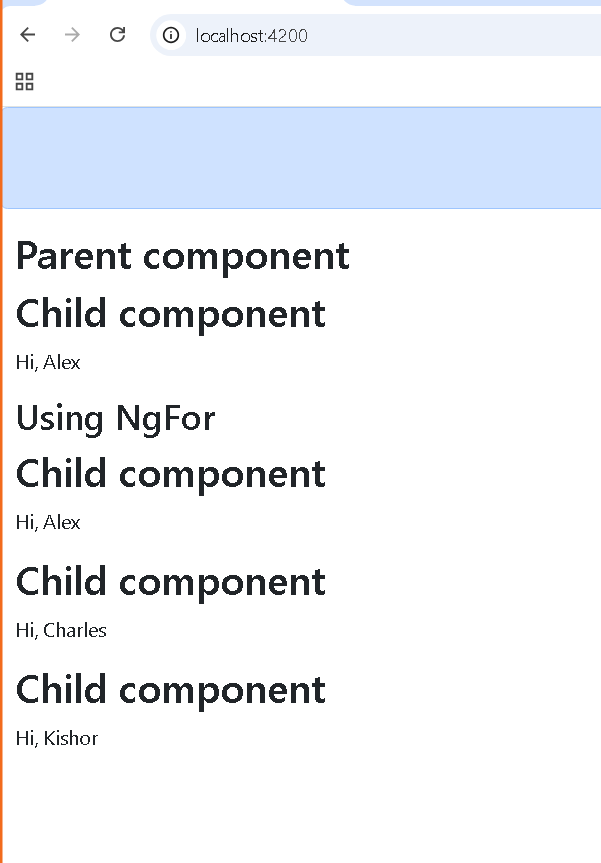 localhost:4200
Parent component
Child component
Hi, Alex
Using NgFor
Child component
Hi, Alex
Child component
Hi, Charles
Child component
Hi, Kishor